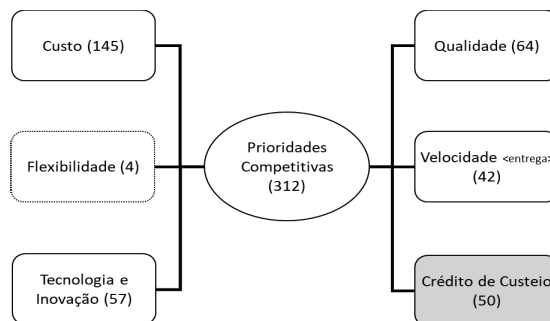 Custo (145)
Flexibilidade (4)
Tecnologia e
Inovação (57)
Prioridades
Competitivas
(312)
Qualidade (64)
Velocidade <entrega>
(42)
Crédito de Custeio
(50)